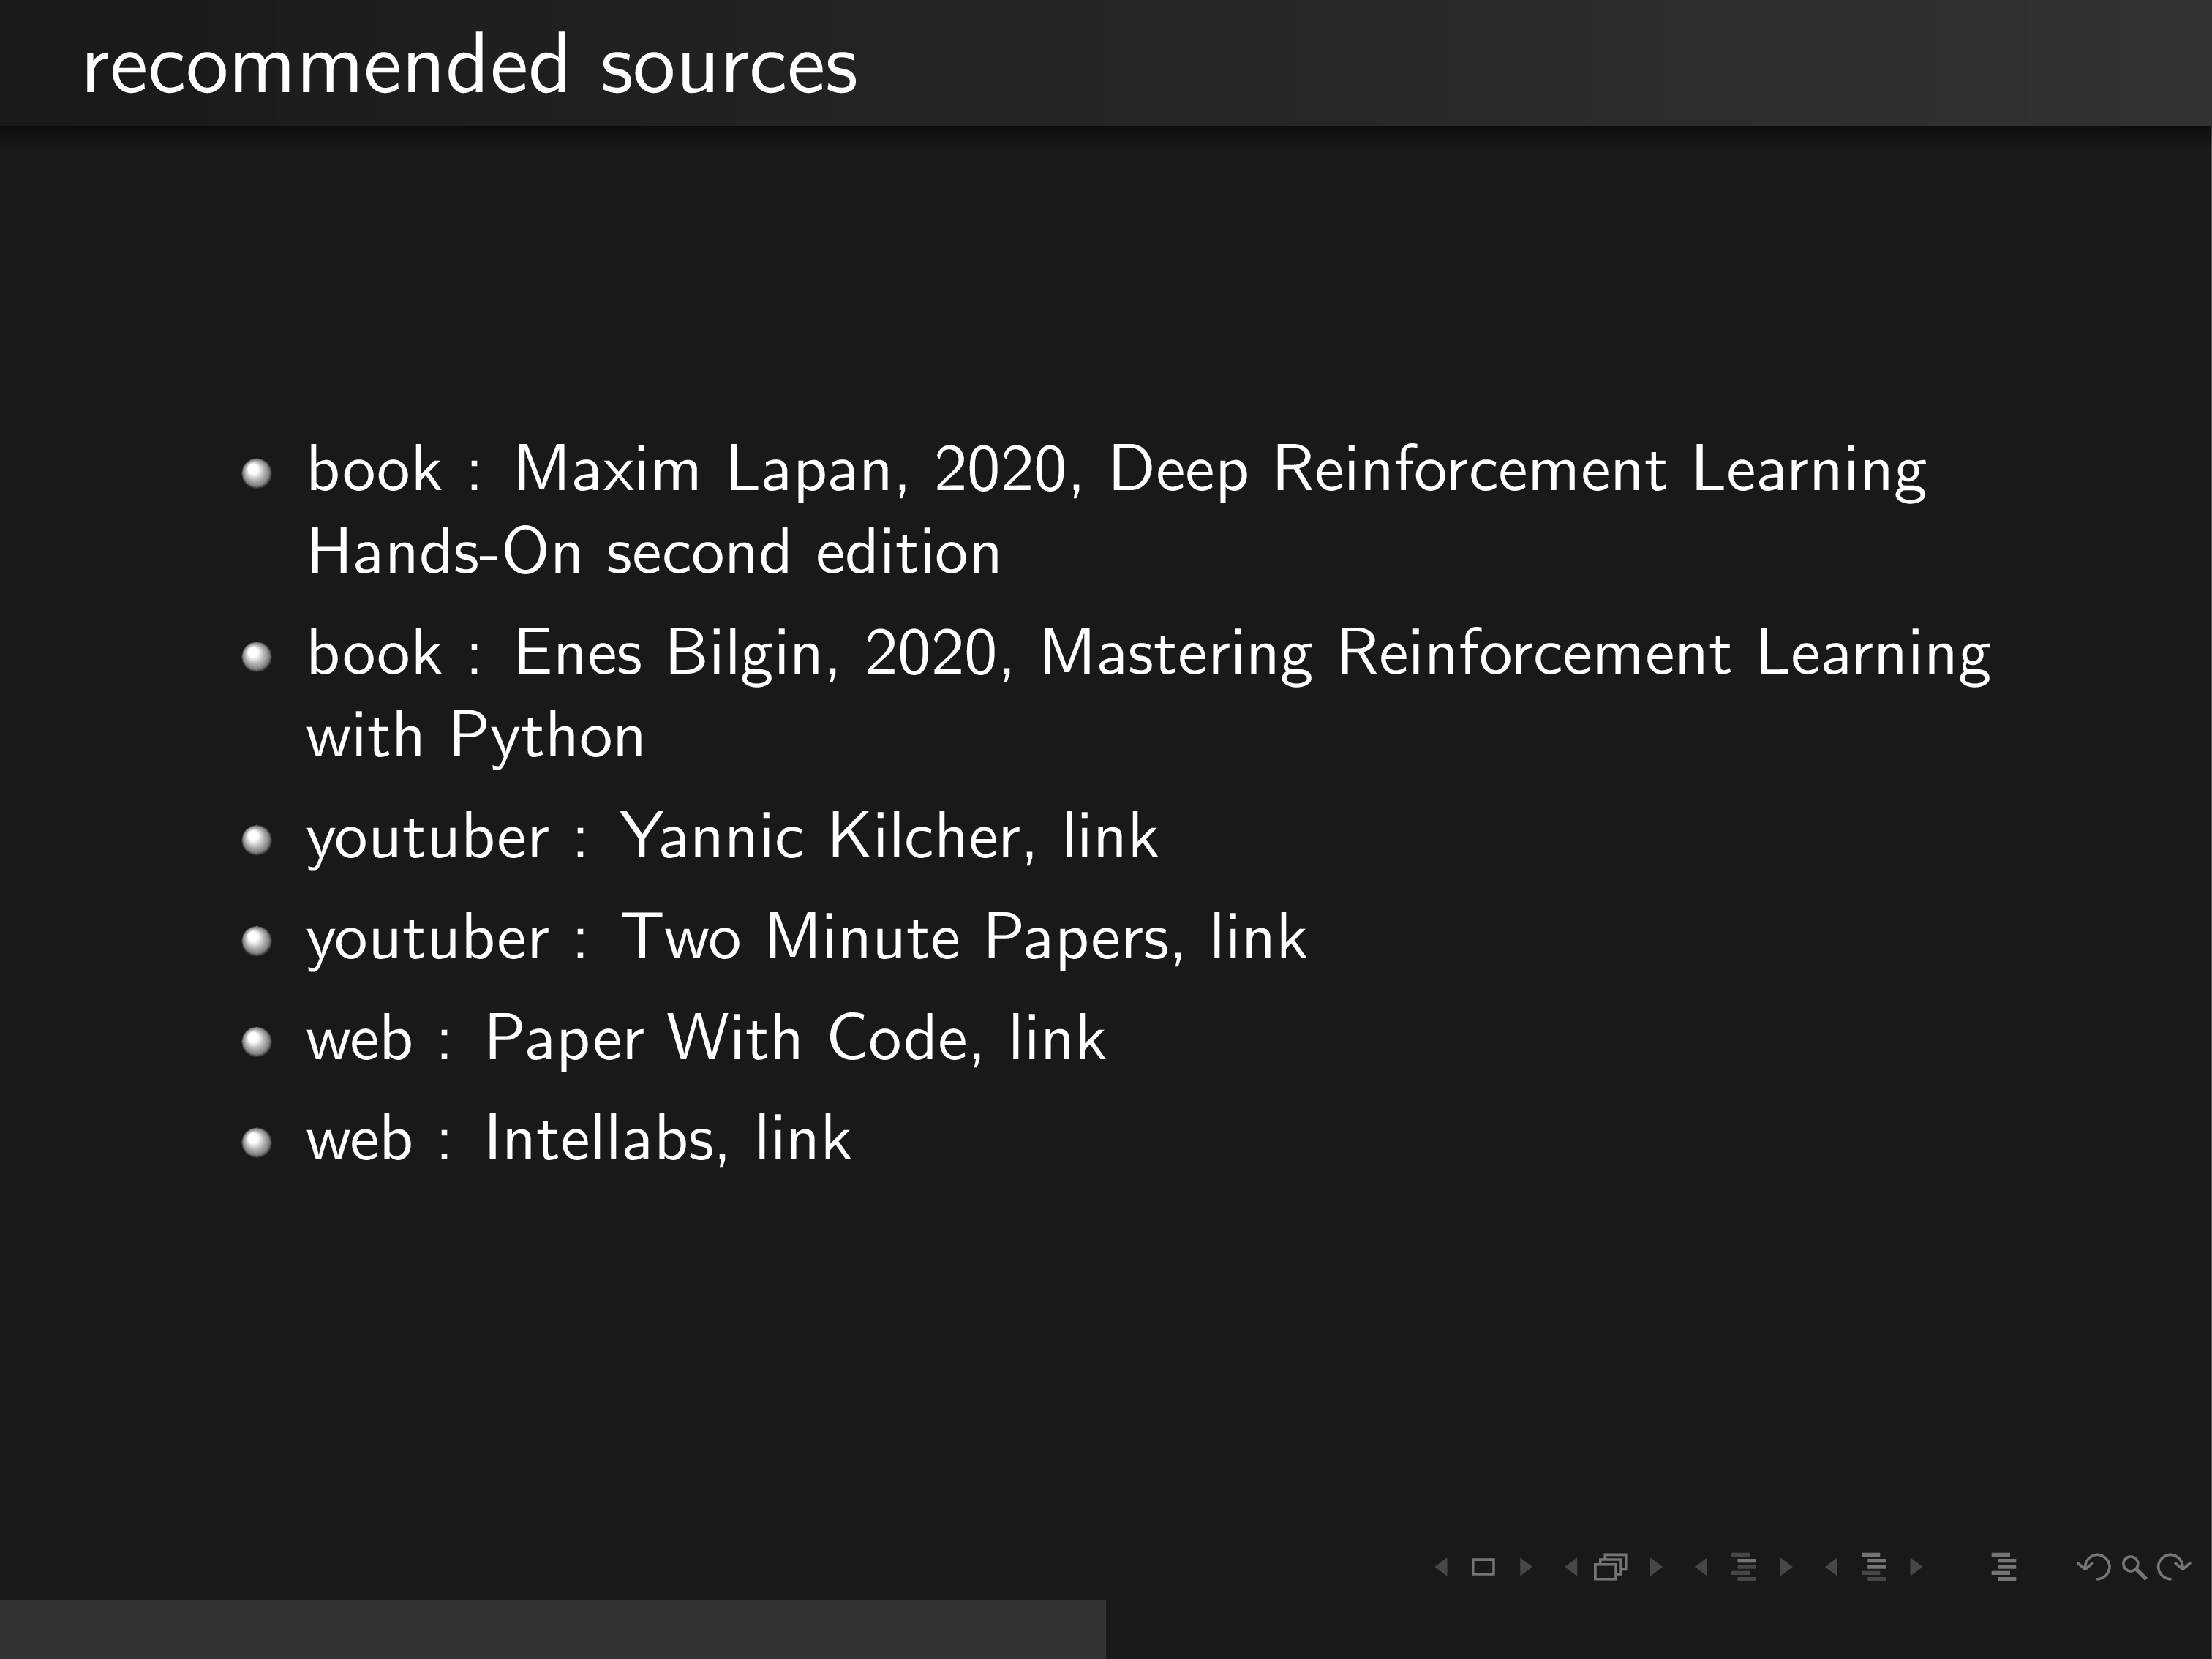 recommended sources
book : Maxim Lapan, 2020, Deep Reinforcement Learning
Hands-On second edition
book : Enes Bilgin, 2020, Mastering Reinforcement Learning
with Python
youtuber : Yannic Kilcher, link
youtuber : Two Minute Papers, link
web : Paper With Code, link
web : Intellabs, link